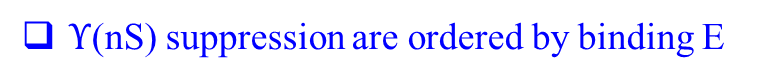 ❑ ϒ(nS) suppression are ordered by binding E